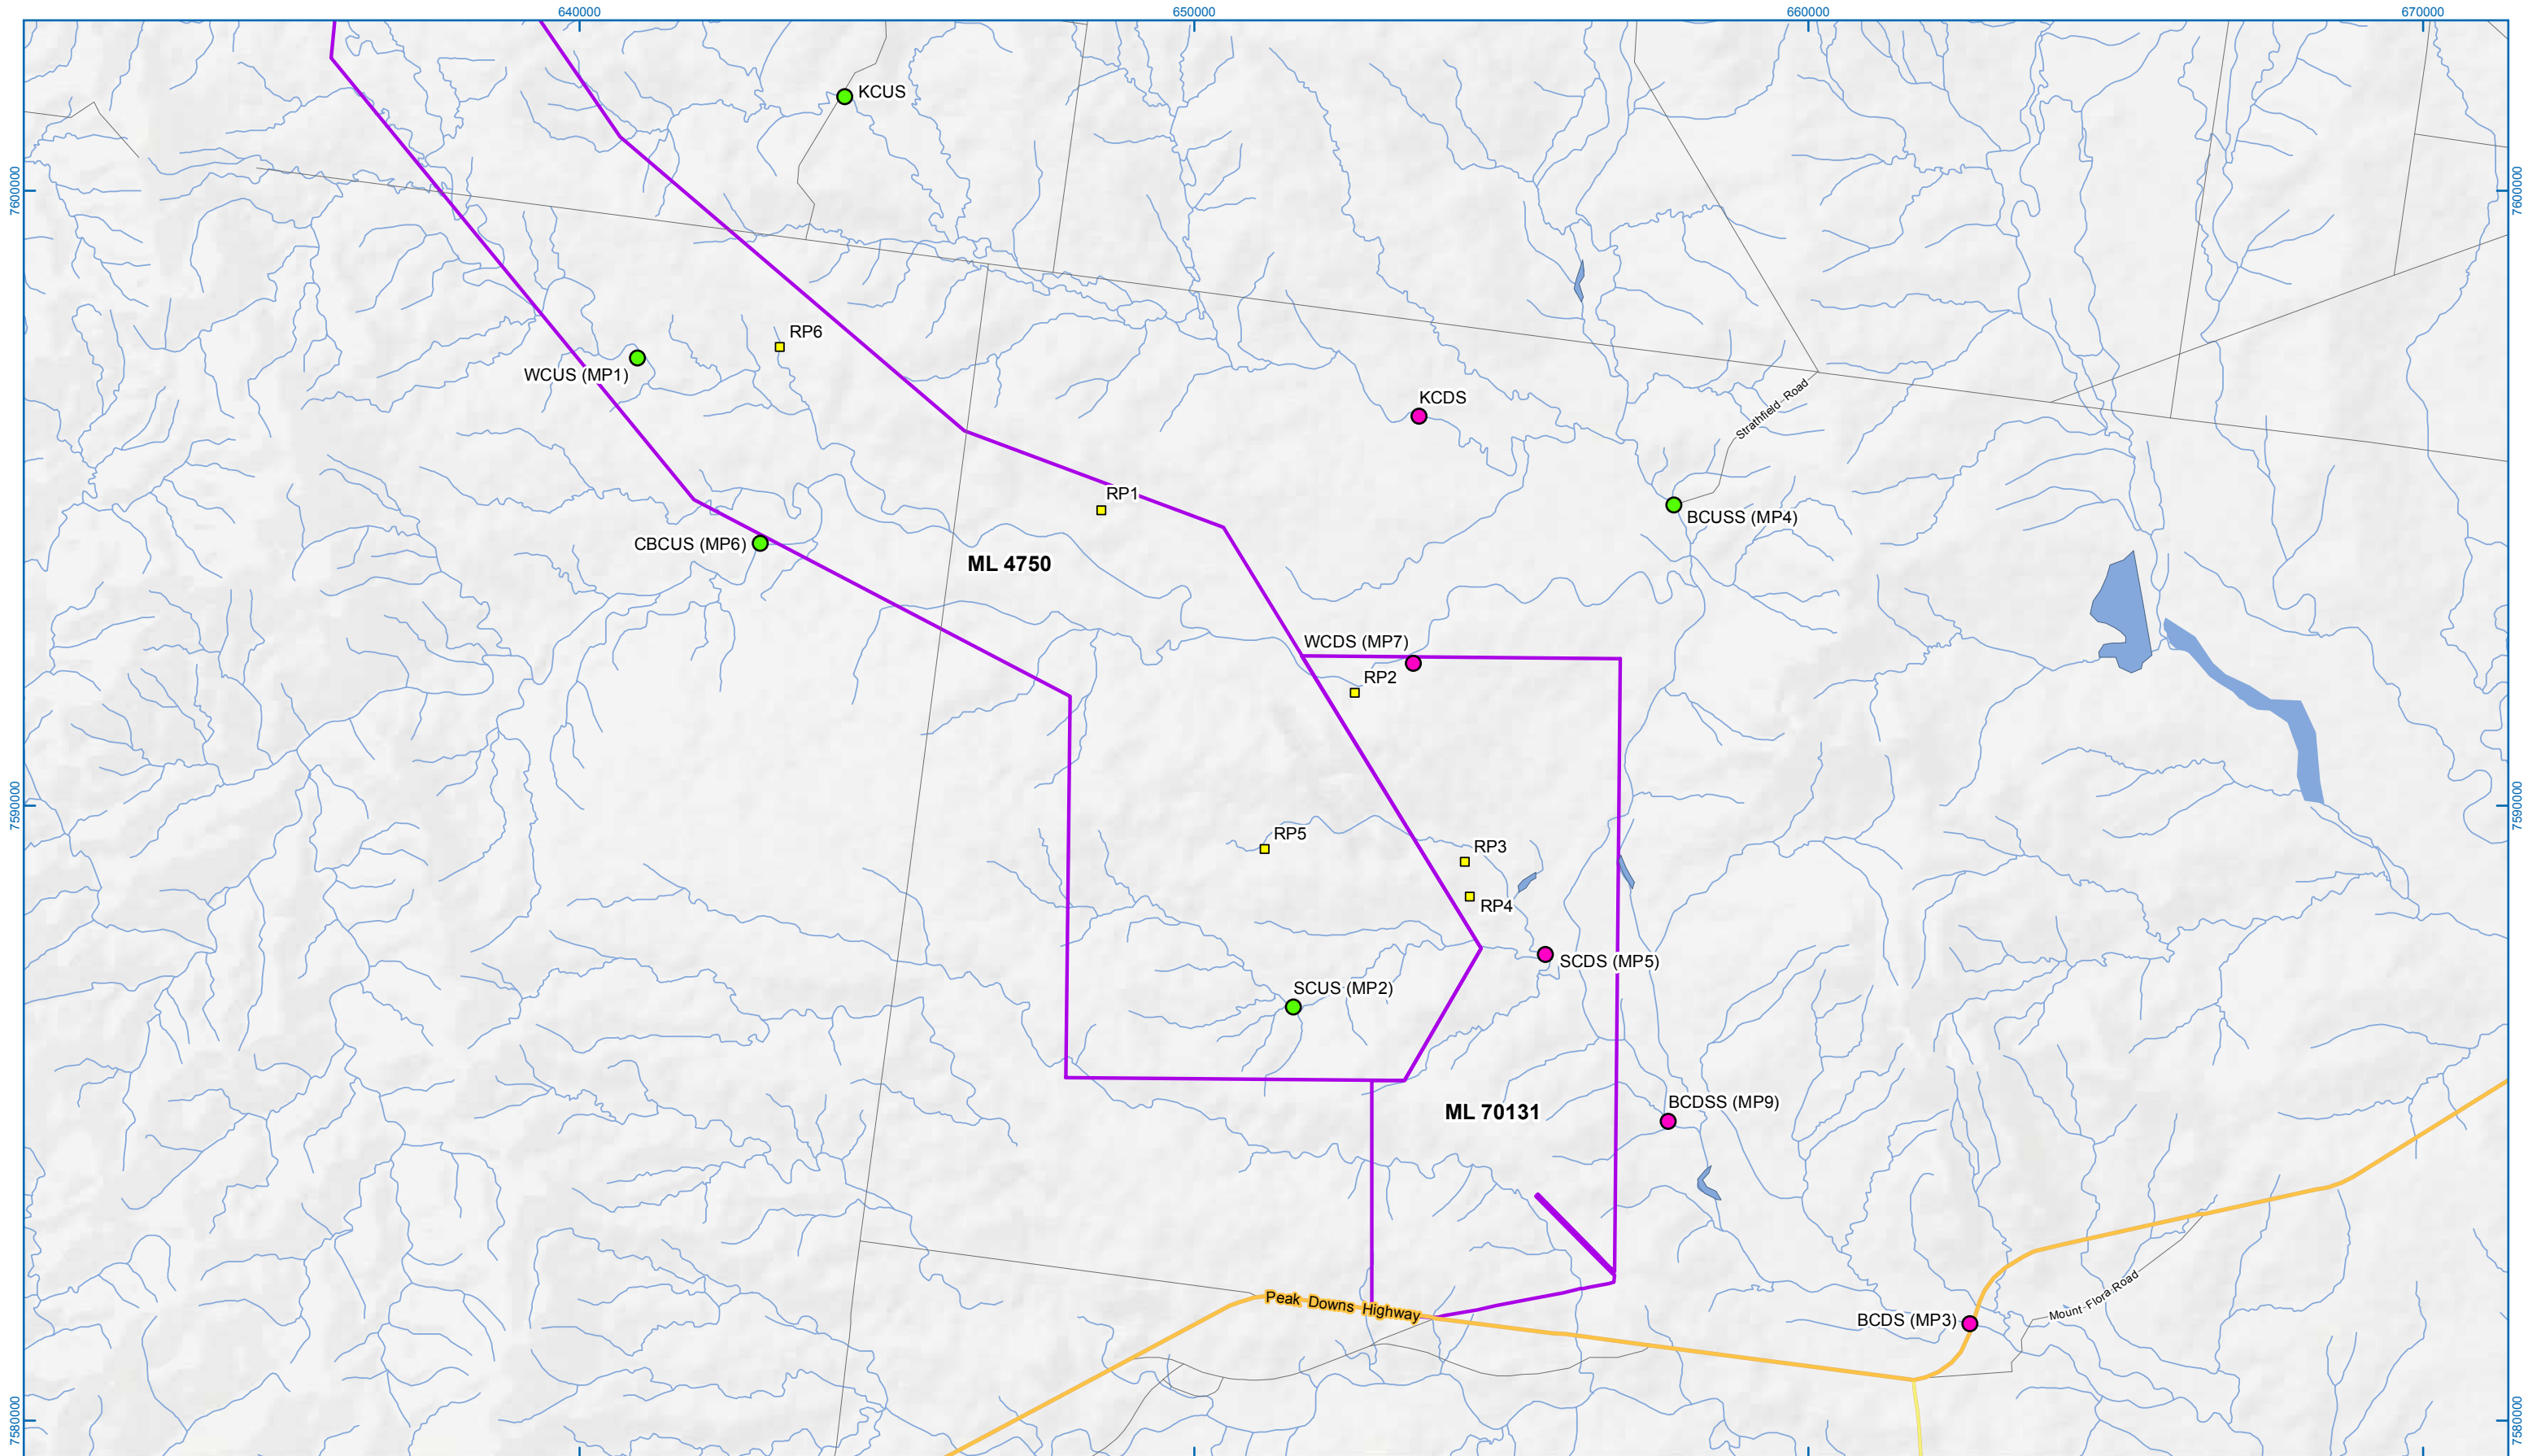 640000
650000
660000
670000
KCUS
7600000
7600000
RP6
WCUS (MP1)
KCDS
Strathfield Road
RP1
BCUSS (MP4)
CBCUS (MP6)
ML 4750
WCDS (MP7)
RP2
7590000
7590000
RP5
RP3
RP4
SCDS (MP5)
SCUS (MP2)
BCDSS (MP9)
ML 70131
Peak Downs Highway
Mount Flora Road
BCDS (MP3)
7580000
7580000